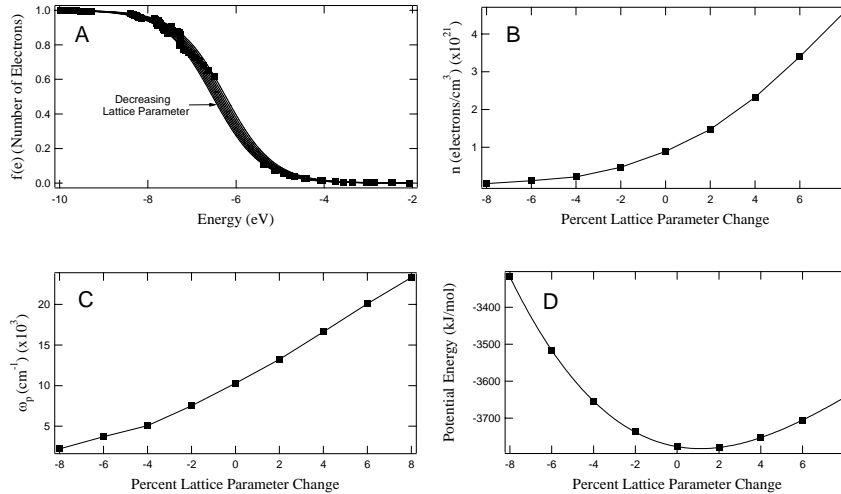 A
f(e) (Number of Electrons)
1.0
0.8
0.6
0.4
0.2
0.0
Decreasing
Lattice Parameter
-10 -8 -6 -4 -2
Energy (eV)
B
n (electrons/cm³) (x10²¹)
4
3
2
1
-8 -6 -4 -2 0 2 4 6
Percent Lattice Parameter Change
C
ωp (cm⁻¹) (x10³)
20
15
10
5
-8 -6 -4 -2 0 2 4 6 8
Percent Lattice Parameter Change
D
Potential Energy (kJ/mol)
-3400
-3500
-3600
-3700
-8 -6 -4 -2 0 2 4 6
Percent Lattice Parameter Change